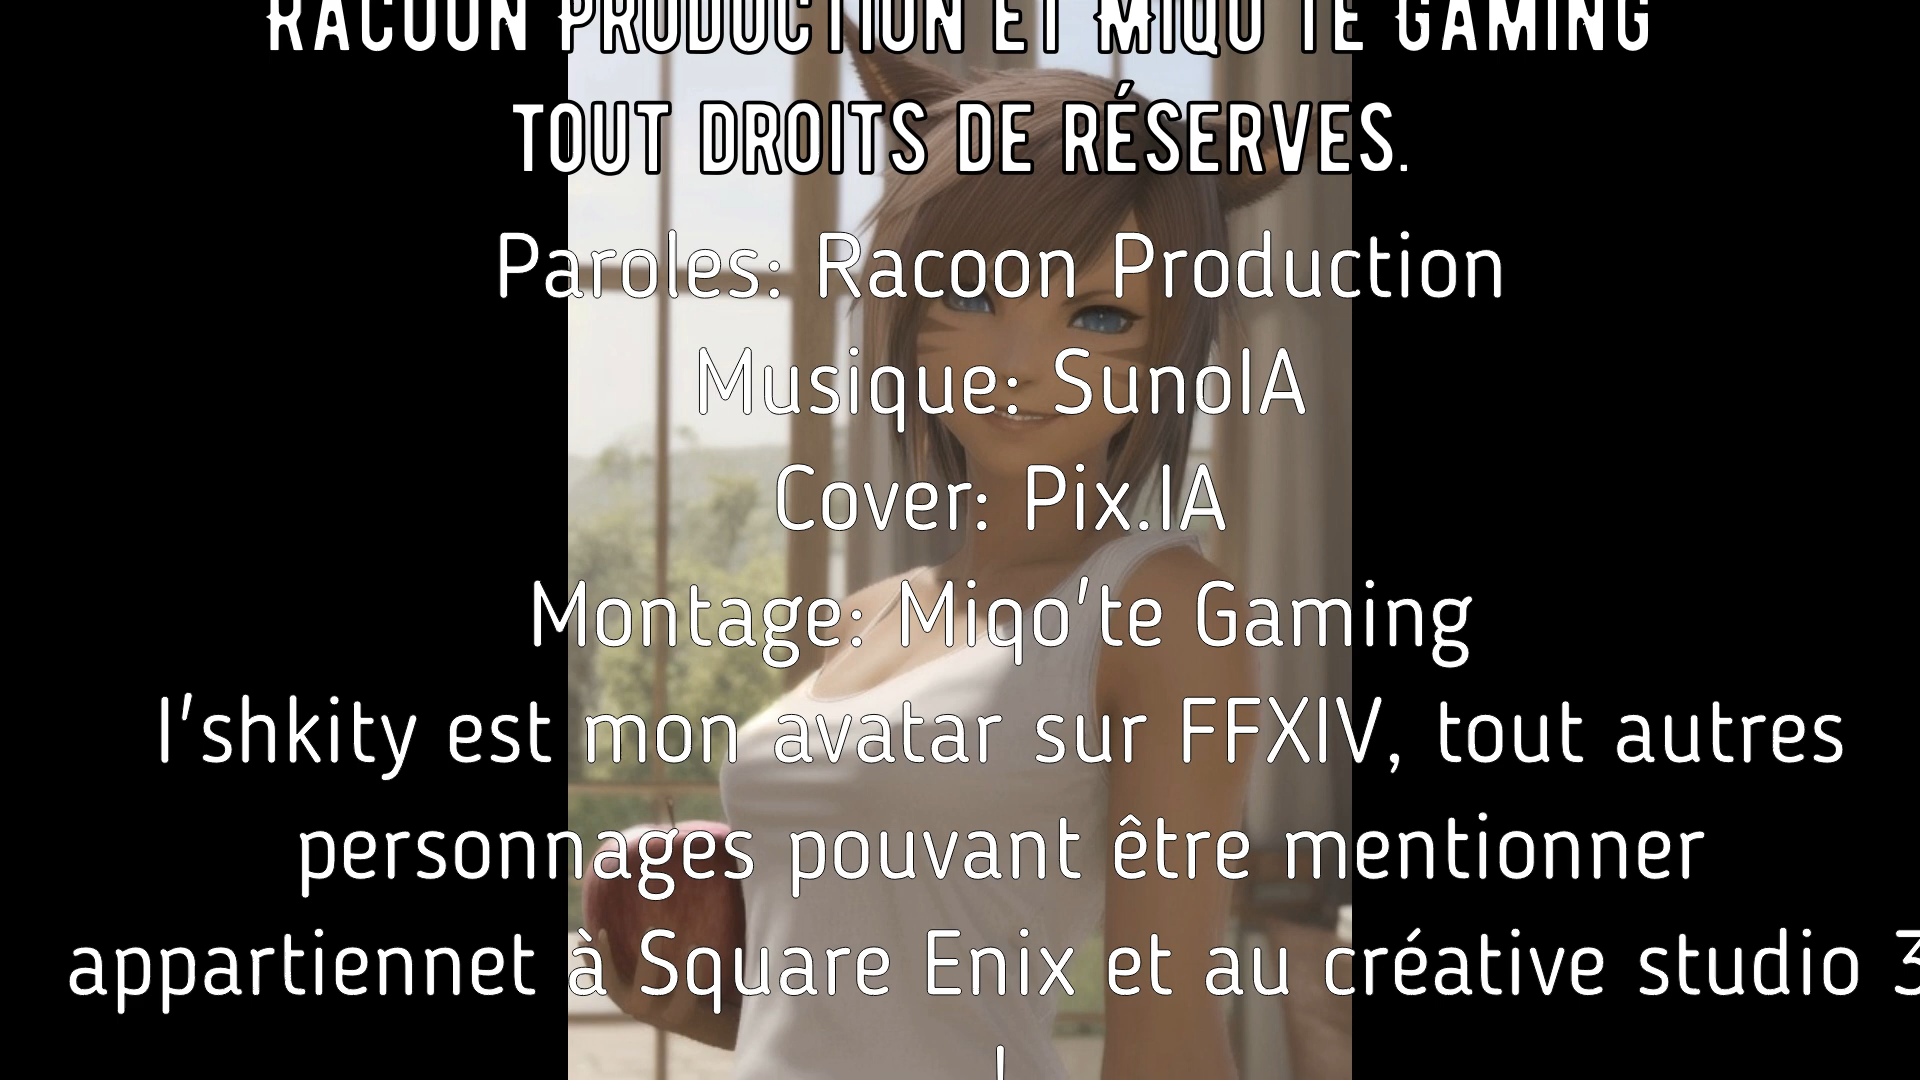 RACOON PRODUCTION ET MIQO'TE GAMING
TOUT DROITS DE RÉSERVES.
Paroles: Racoon Production
Musique: SunoIA
Cover: Pix.IA
Montage: Miqo'te Gaming
I'shkity est mon avatar sur FFXIV, tout autres
personnages pouvant être mentionner
appartiennet à Square Enix et au créative studio 3
!